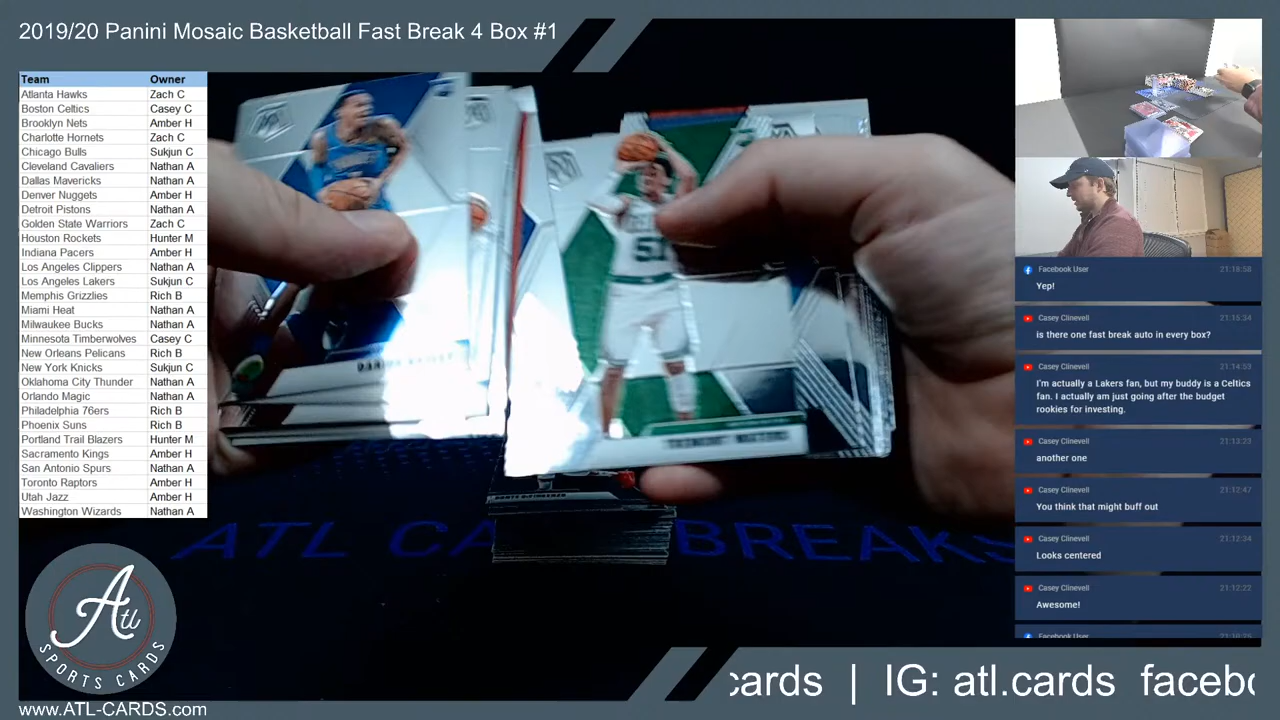 2019/20 Panini Mosaic Basketball Fast Break 4 Box #1
Team Owner
Atlanta Hawks Zach C
Boston Celtics Casey C
Brooklyn Nets Amber H
Charlotte Hornets Zach C
Chicago Bulls Sukjun C
Cleveland Cavaliers Nathan A
Dallas Mavericks Nathan A
Denver Nuggets Amber H
Detroit Pistons Nathan A
Golden State Warriors Zach C
Houston Rockets Hunter M
Indiana Pacers Amber H
Los Angeles Clippers Nathan A
Los Angeles Lakers Sukjun C
Memphis Grizzlies Rich B
Miami Heat Nathan A
Milwaukee Bucks Nathan A
Minnesota Timberwolves Casey C
New Orleans Pelicans Rich B
New York Knicks Sukjun C
Oklahoma City Thunder Nathan A
Orlando Magic Nathan A
Philadelphia 76ers Rich B
Phoenix Suns Rich B
Portland Trail Blazers Hunter M
Sacramento Kings Amber H
San Antonio Spurs Nathan A
Toronto Raptors Amber H
Utah Jazz Amber H
Washington Wizards Nathan A
51
ATL CA BREAKS
Atl
SPORTS CARDS
www.ATL-CARDS.com
Facebook User 21:18:58
Yep!
Casey Clinevell 21:15:34
is there one fast break auto in every box?
Casey Clinevell 21:14:53
I'm actually a Lakers fan, but my buddy is a Celtics
fan. I actually am just going after the budget
rookies for investing.
Casey Clinevell 21:13:23
another one
Casey Clinevell 21:12:47
You think that might buff out
Casey Clinevell 21:12:34
Looks centered
Casey Clinevell 21:12:22
Awesome!
Facebook User
cards | IG: atl.cards facebo